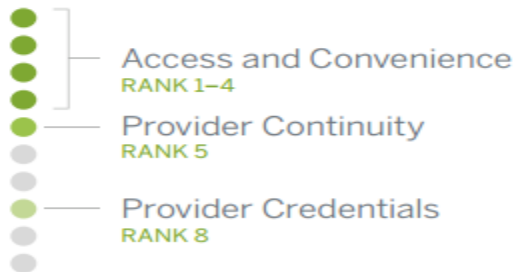 Access and Convenience
RANK 1–4
Provider Continuity
RANK 5
Provider Credentials
RANK 8